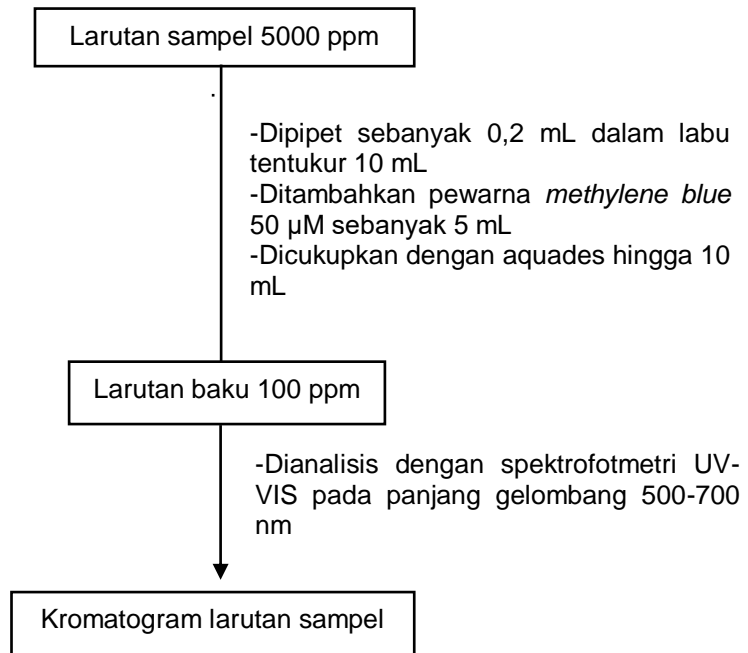 Larutan sampel 5000 ppm
-Dipipet sebanyak 0,2 mL dalam labu
tentukur 10 mL
-Ditambahkan pewarna methylene blue
50 µM sebanyak 5 mL
-Dicukupkan dengan aquades hingga 10
mL
Larutan baku 100 ppm
-Dianalisis dengan spektrofotmetri UV-
VIS pada panjang gelombang 500-700
nm
Kromatogram larutan sampel